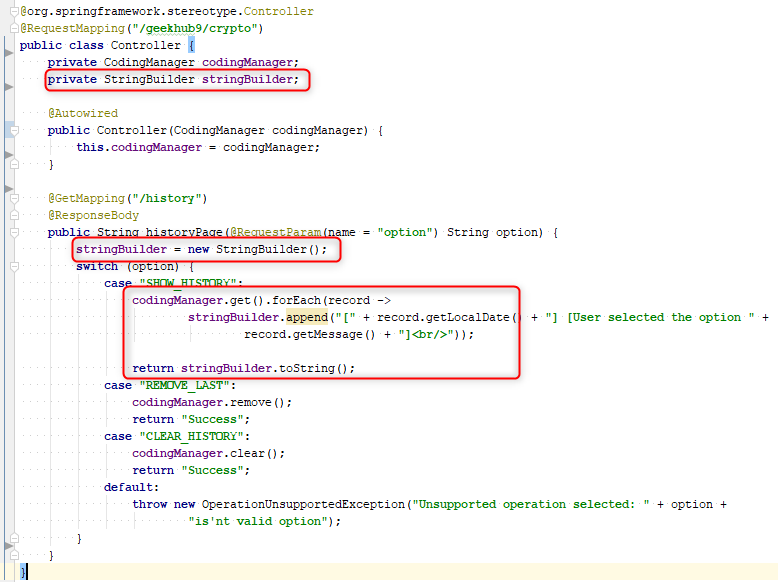 @org.springframework.stereotype.Controller
@RequestMapping("/geekhub9/crypto")
public class Controller {
private CodingManager codingManager;
private StringBuilder stringBuilder;
@Autowired
public Controller(CodingManager codingManager) {
this.codingManager = codingManager;
}
@GetMapping("/history")
@ResponseBody
public String historyPage(@RequestParam(name = "option") String option) {
stringBuilder = new StringBuilder();
switch (option) {
case "SHOW_HISTORY":
codingManager.get().forEach(record ->
stringBuilder.append("[" + record.getLocalDate() + "] [User selected the option " +
record.getMessage() + "]<br/>"));
return stringBuilder.toString();
case "REMOVE_LAST":
codingManager.remove();
return "Success";
case "CLEAR_HISTORY":
codingManager.clear();
return "Success";
default:
throw new OperationUnsupportedException("Unsupported operation selected: " + option +
"is'nt valid option");
}
}
}